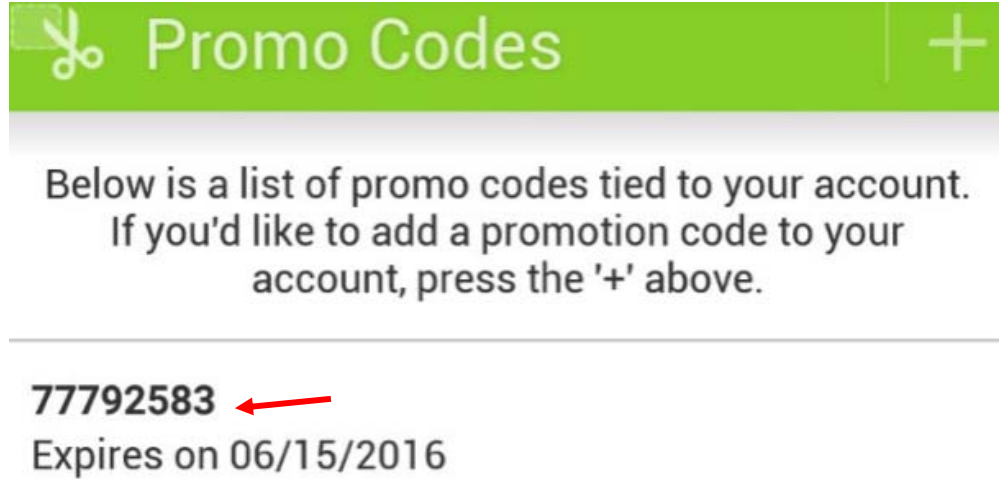 Promo Codes +
Below is a list of promo codes tied to your account.
If you'd like to add a promotion code to your
account, press the '+' above.
77792583
Expires on 06/15/2016